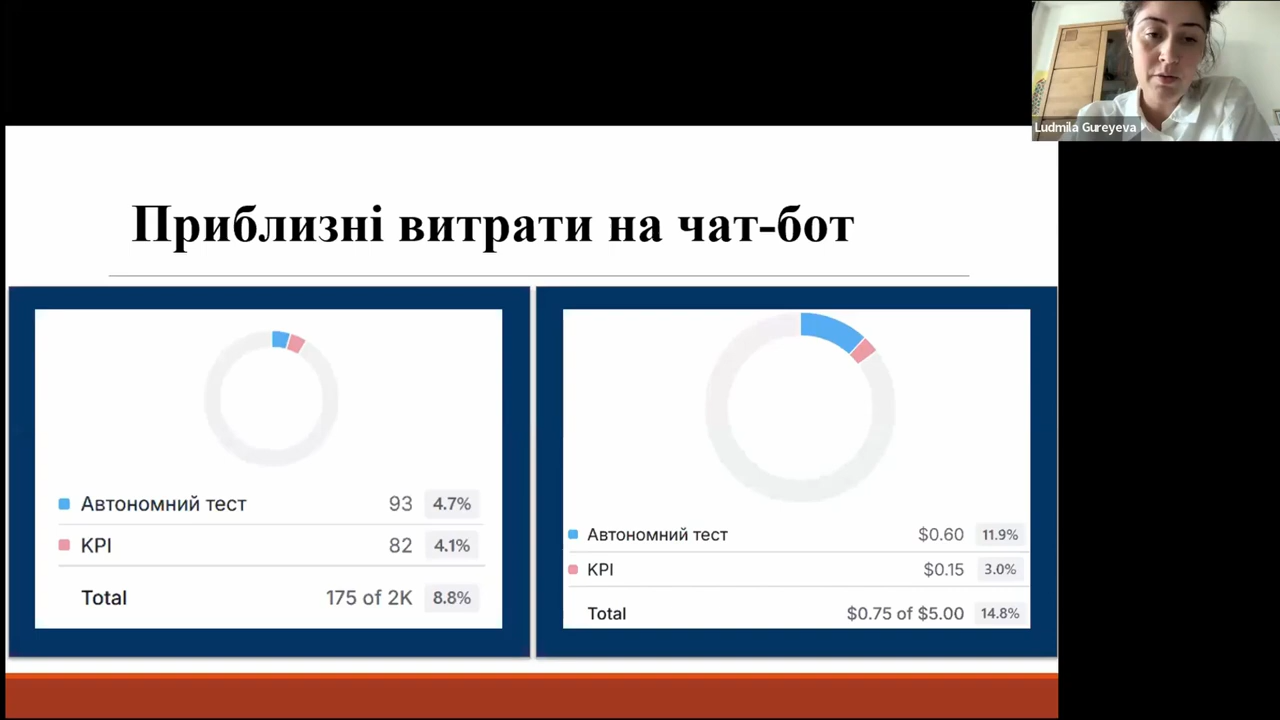 Ludmila Gureyeva
Приблизні витрати на чат-бот
Автономний тест 93 4.7%
KPI 82 4.1%
Total 175 of 2K 8.8%
Автономний тест $0.60 11.9%
KPI $0.15 3.0%
Total $0.75 of $5.00 14.8%